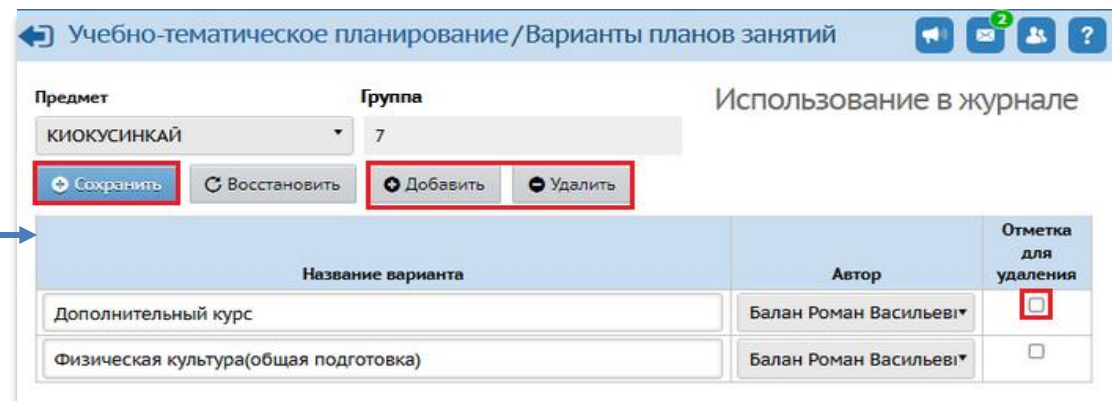 Учебно-тематическое планирование/Варианты планов занятий
2
?
Предмет
Группа
Использование в журнале
КИОКУСИНКАЙ
7
Сохранить
Восстановить
Добавить
Удалить
Название варианта
Автор
Отметка
для
удаления
Дополнительный курс
Балан Роман Васильеві
Физическая культура(общая подготовка)
Балан Роман Васильеві